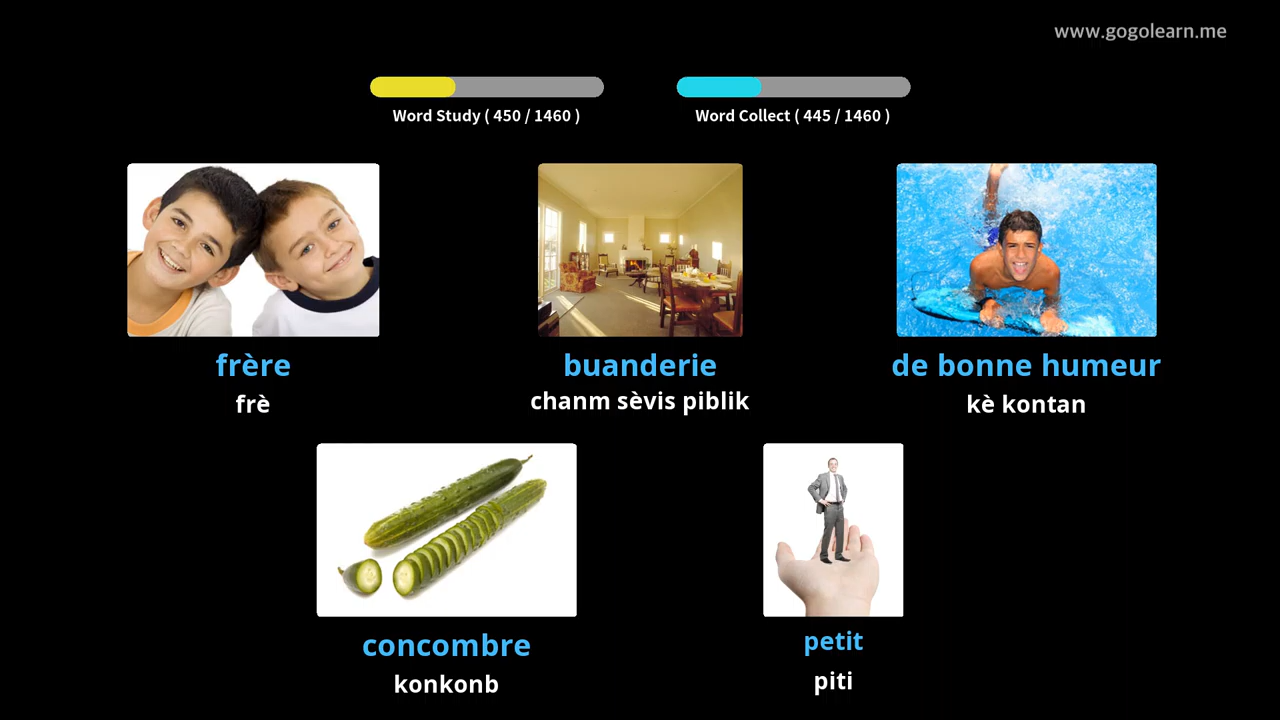 www.gogolearn.me
Word Study ( 450 / 1460 )
Word Collect ( 445 / 1460 )
frère
frè
buanderie
chanm sèvis piblik
de bonne humeur
kè kontan
concombre
konkonb
petit
piti